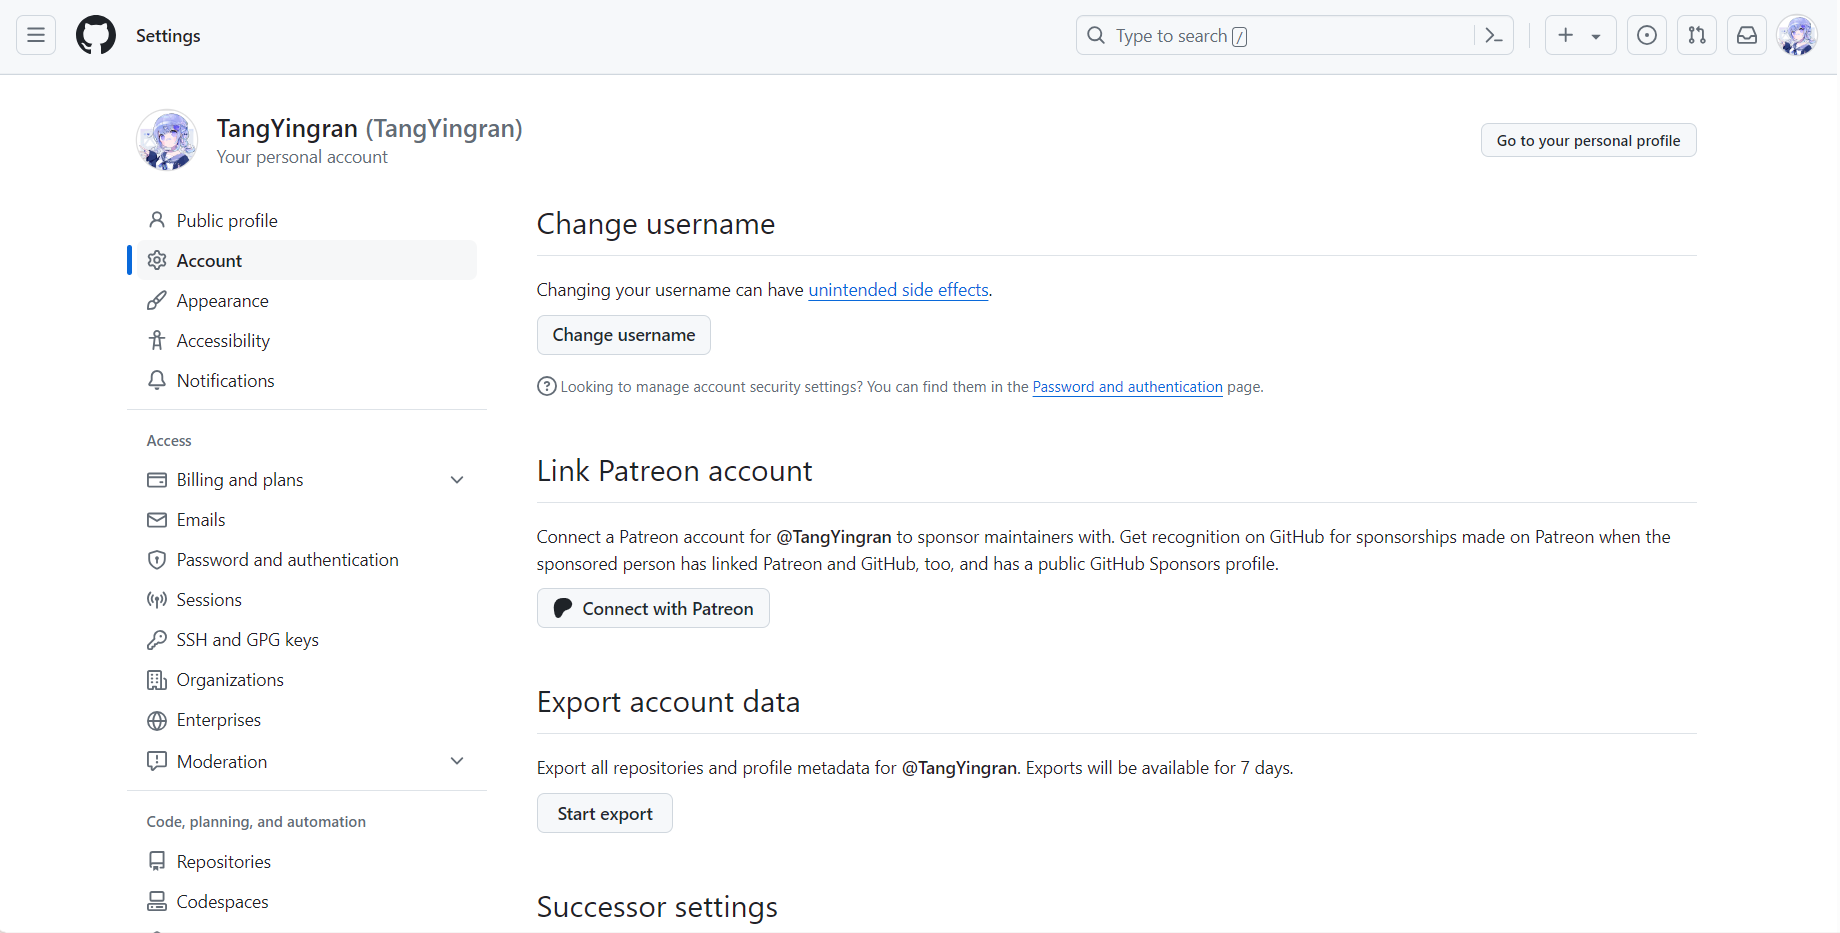 Settings
Type to search /
TangYingran (TangYingran)
Your personal account
Go to your personal profile
Public profile
Account
Appearance
Accessibility
Notifications
Access
Billing and plans
Emails
Password and authentication
Sessions
SSH and GPG keys
Organizations
Enterprises
Moderation
Code, planning, and automation
Repositories
Codespaces
Change username
Changing your username can have unintended side effects.
Change username
Looking to manage account security settings? You can find them in the Password and authentication page.
Link Patreon account
Connect a Patreon account for @TangYingran to sponsor maintainers with. Get recognition on GitHub for sponsorships made on Patreon when the
sponsored person has linked Patreon and GitHub, too, and has a public GitHub Sponsors profile.
Connect with Patreon
Export account data
Export all repositories and profile metadata for @TangYingran. Exports will be available for 7 days.
Start export
Successor settings